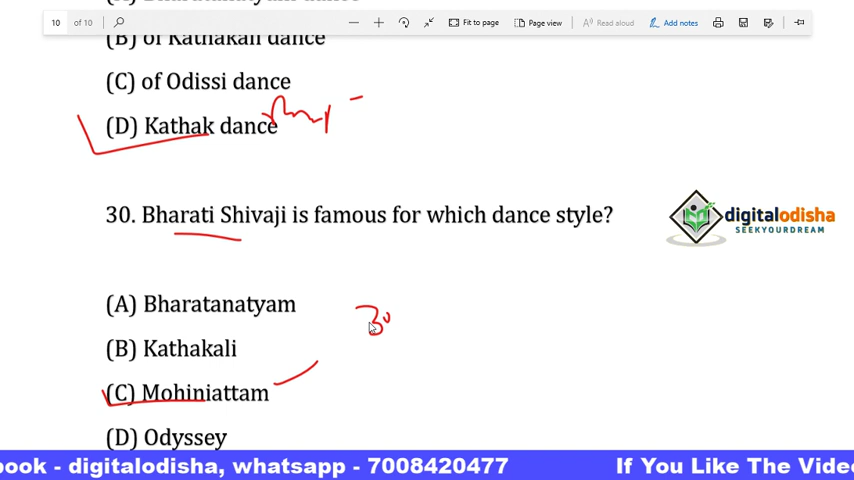 10 of 10
Fit to page
Page view
Read aloud
Add notes
(B) of Kathakali dance
(C) of Odissi dance
(D) Kathak dance
30. Bharati Shivaji is famous for which dance style?
digitalodisha
SEEKYOURDREAM
(A) Bharatanatyam
30
(B) Kathakali
(C) Mohiniattam
(D) Odyssey
book - digitalodisha, whatsapp - 7008420477 If You Like The Video